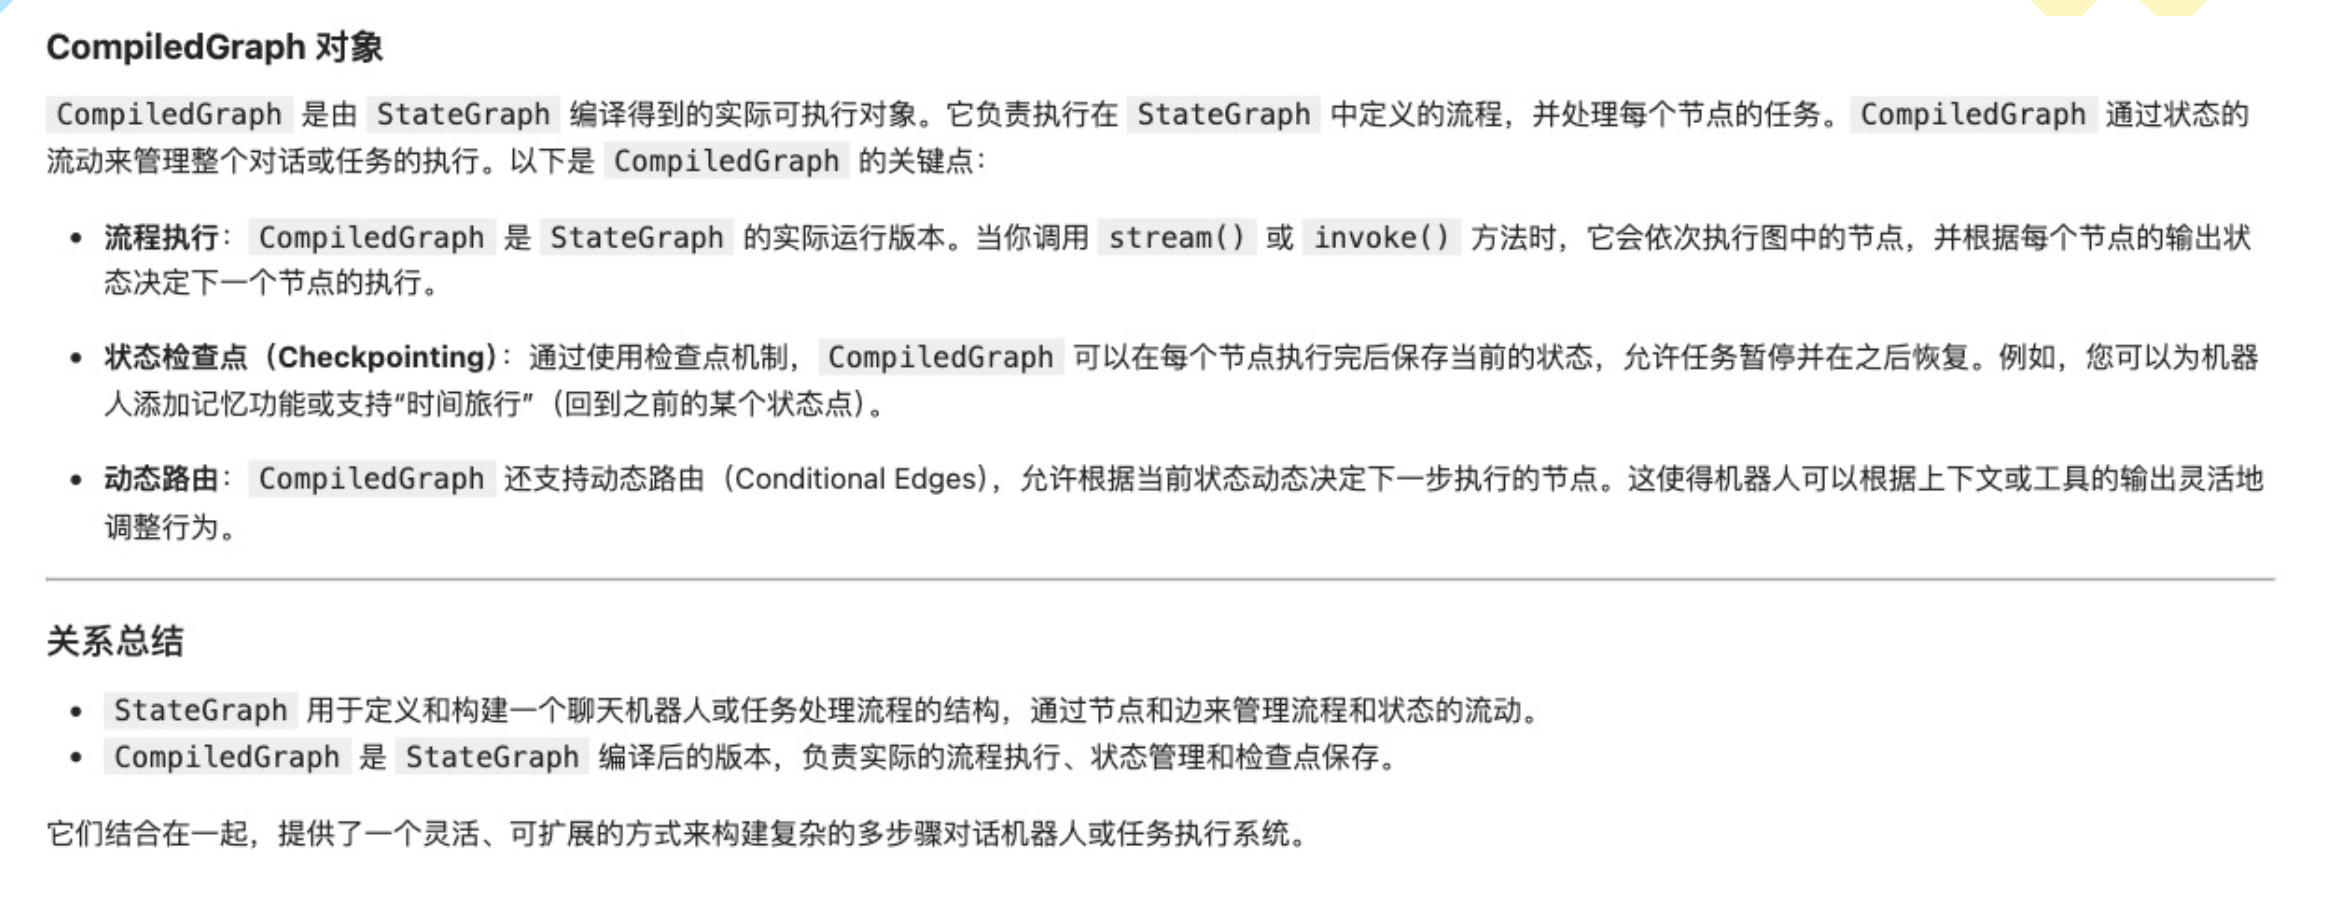 CompiledGraph 对象
CompiledGraph 是由 StateGraph 编译得到的实际可执行对象。它负责执行在 StateGraph 中定义的流程，并处理每个节点的任务。CompiledGraph 通过状态的
流动来管理整个对话或任务的执行。以下是 CompiledGraph 的关键点：
• 流程执行：CompiledGraph 是 StateGraph 的实际运行版本。当你调用 stream() 或 invoke() 方法时，它会依次执行图中的节点，并根据每个节点的输出状
态决定下一个节点的执行。
• 状态检查点（Checkpointing）：通过使用检查点机制，CompiledGraph 可以在每个节点执行完后保存当前的状态，允许任务暂停并在之后恢复。例如，您可以为机器
人添加记忆功能或支持“时间旅行”（回到之前的某个状态点）。
• 动态路由：CompiledGraph 还支持动态路由（Conditional Edges），允许根据当前状态动态决定下一步执行的节点。这使得机器人可以根据上下文或工具的输出灵活地
调整行为。
关系总结
• StateGraph 用于定义和构建一个聊天机器人或任务处理流程的结构，通过节点和边来管理流程和状态的流动。
• CompiledGraph 是 StateGraph 编译后的版本，负责实际的流程执行、状态管理和检查点保存。
它们结合在一起，提供了一个灵活、可扩展的方式来构建复杂的多步骤对话机器人或任务执行系统。